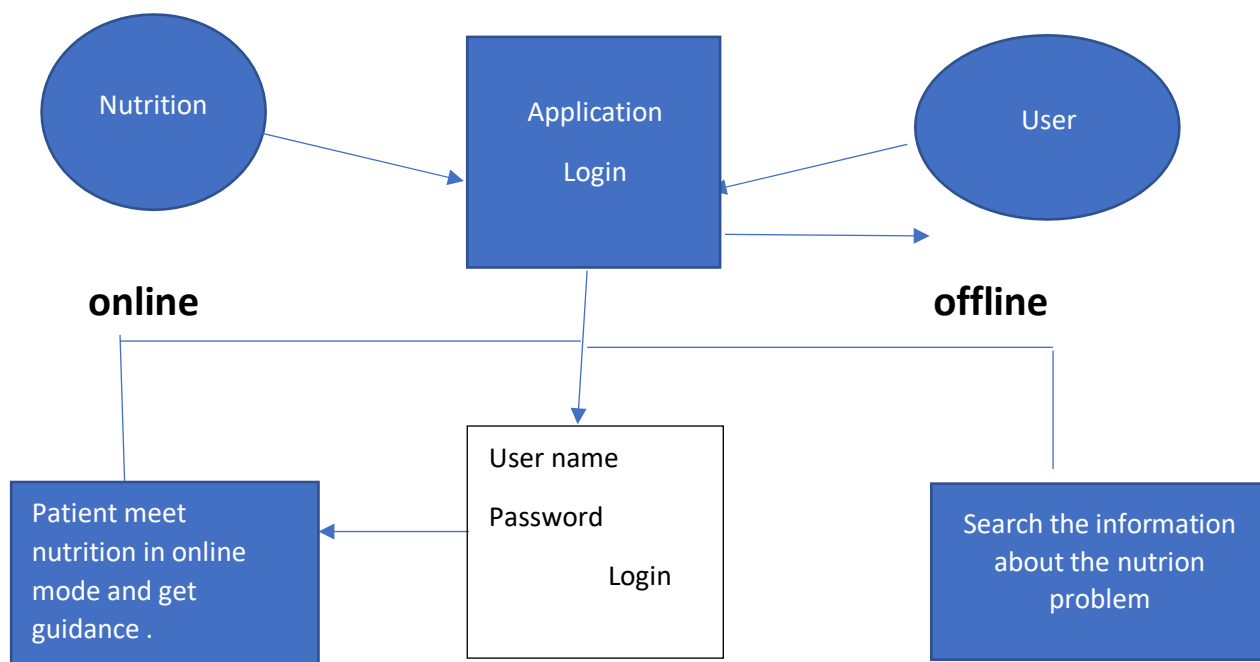 Nutrition
Application
Login
User
online
offline
User name
Password
Login
Patient meet
nutrition in online
mode and get
guidance .
Search the information
about the nutrion
problem